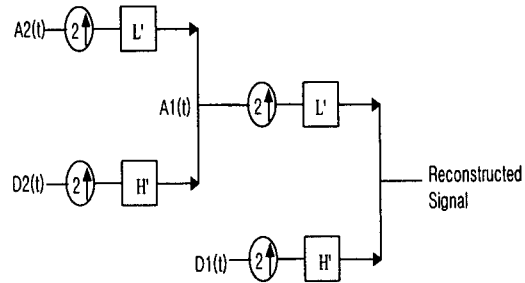 A2(t)
2
L'
A1(t)
2
L'
D2(t)
2
H'
Reconstructed
Signal
D1(t)
2
H'